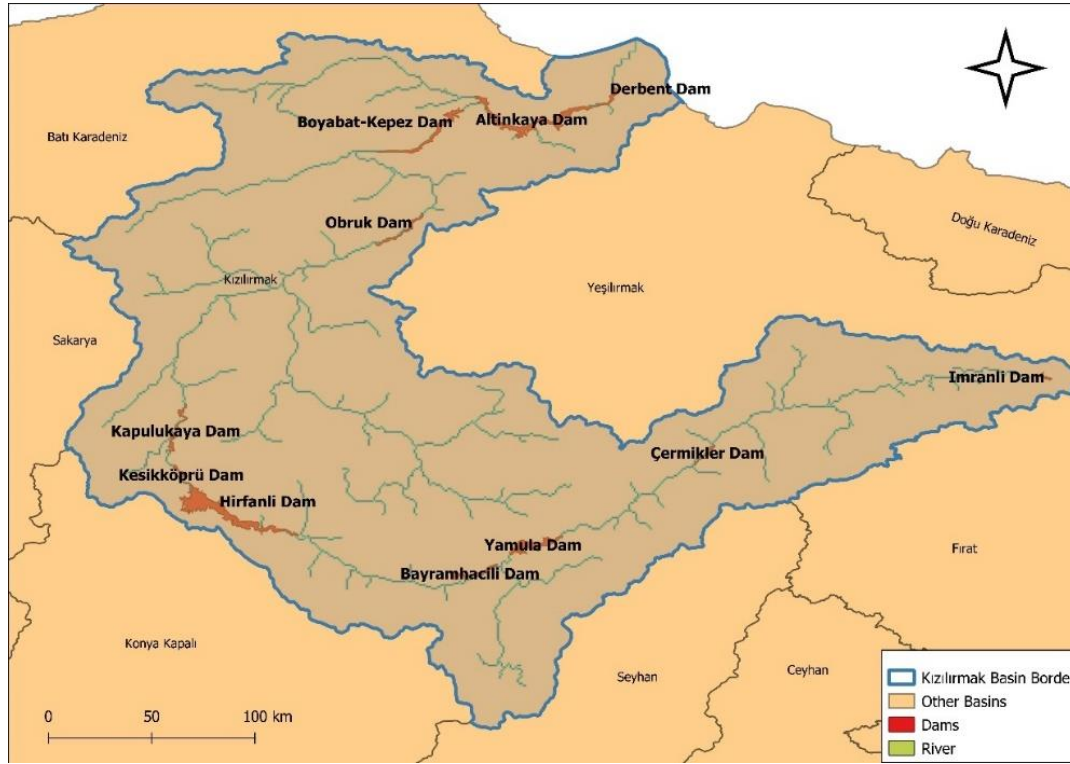 Derbent Dam
Boyabat-Kepez Dam
Altinkaya Dam
Batı Karadeniz
Obruk Dam
Doğu Karadeniz
Kızılırmak
Yeşilırmak
Sakarya
Imranli Dam
Kapulukaya Dam
Çermikler Dam
Kesikköprü Dam
Hirfanli Dam
Yamula Dam
Fırat
Bayramhacili Dam
Konya Kapalı
Seyhan
Ceyhan
0 50 100 km
Kızılırmak Basin Borde
Other Basins
Dams
River